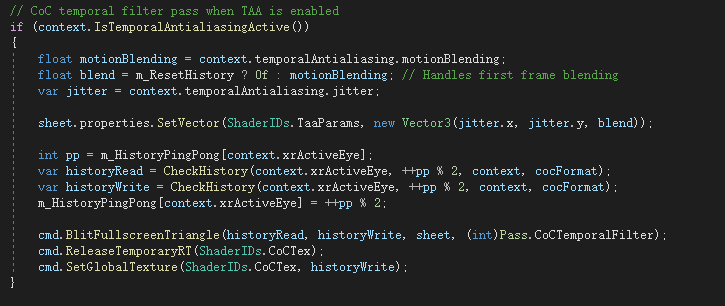 // CoC temporal filter pass when TAA is enabled
if (context.IsTemporalAntialiasingActive())
{
float motionBlending = context.temporalAntialiasing.motionBlending;
float blend = m_ResetHistory ? 0f : motionBlending; // Handles first frame blending
var jitter = context.temporalAntialiasing.jitter;
sheet.properties.SetVector(ShaderIDs.TaaParams, new Vector3(jitter.x, jitter.y, blend));
int pp = m_HistoryPingPong[context.xrActiveEye];
var historyRead = CheckHistory(context.xrActiveEye, ++pp % 2, context, cocFormat);
var historyWrite = CheckHistory(context.xrActiveEye, ++pp % 2, context, cocFormat);
m_HistoryPingPong[context.xrActiveEye] = ++pp % 2;
cmd.BlitFullscreenTriangle(historyRead, historyWrite, sheet, (int)Pass.CoCTemporalFilter);
cmd.ReleaseTemporaryRT(ShaderIDs.CoCTex);
cmd.SetGlobalTexture(ShaderIDs.CoCTex, historyWrite);
}